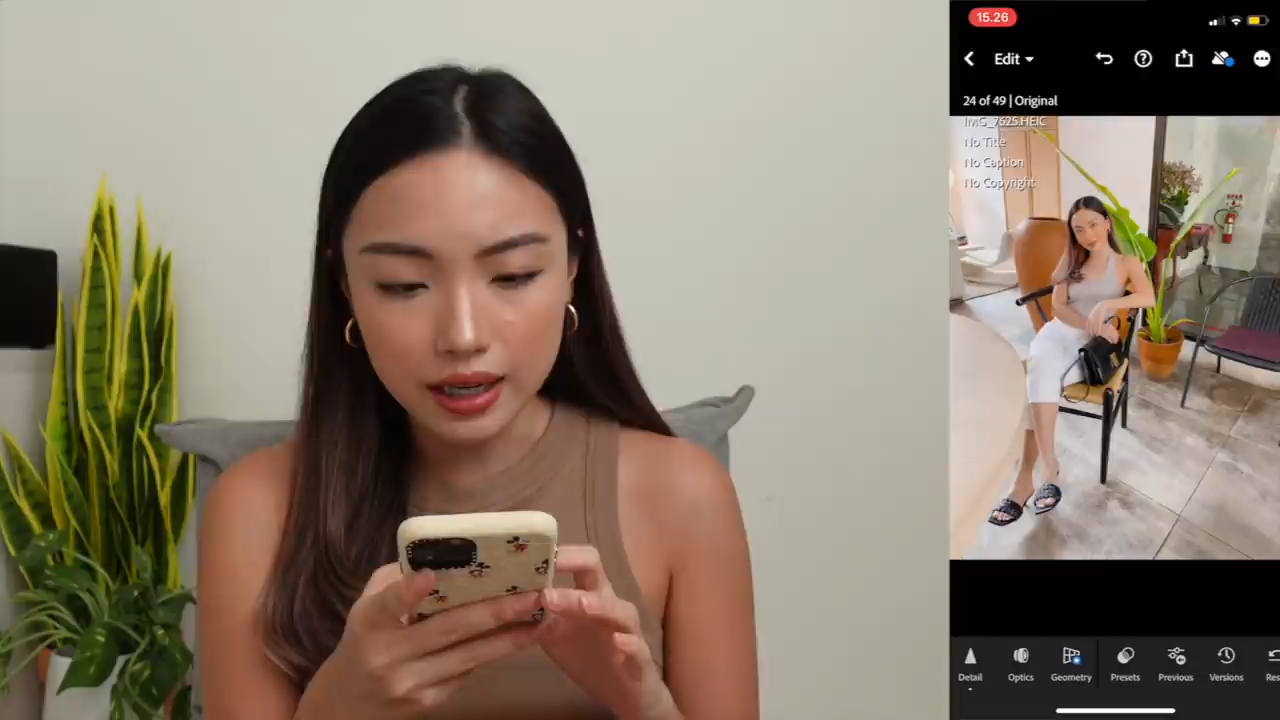 15.26
Edit
24 of 49 | Original
IMG_7625.HEIC
No Title
No Caption
No Copyright
Detail
Optics
Geometry
Presets
Previous
Versions
Res